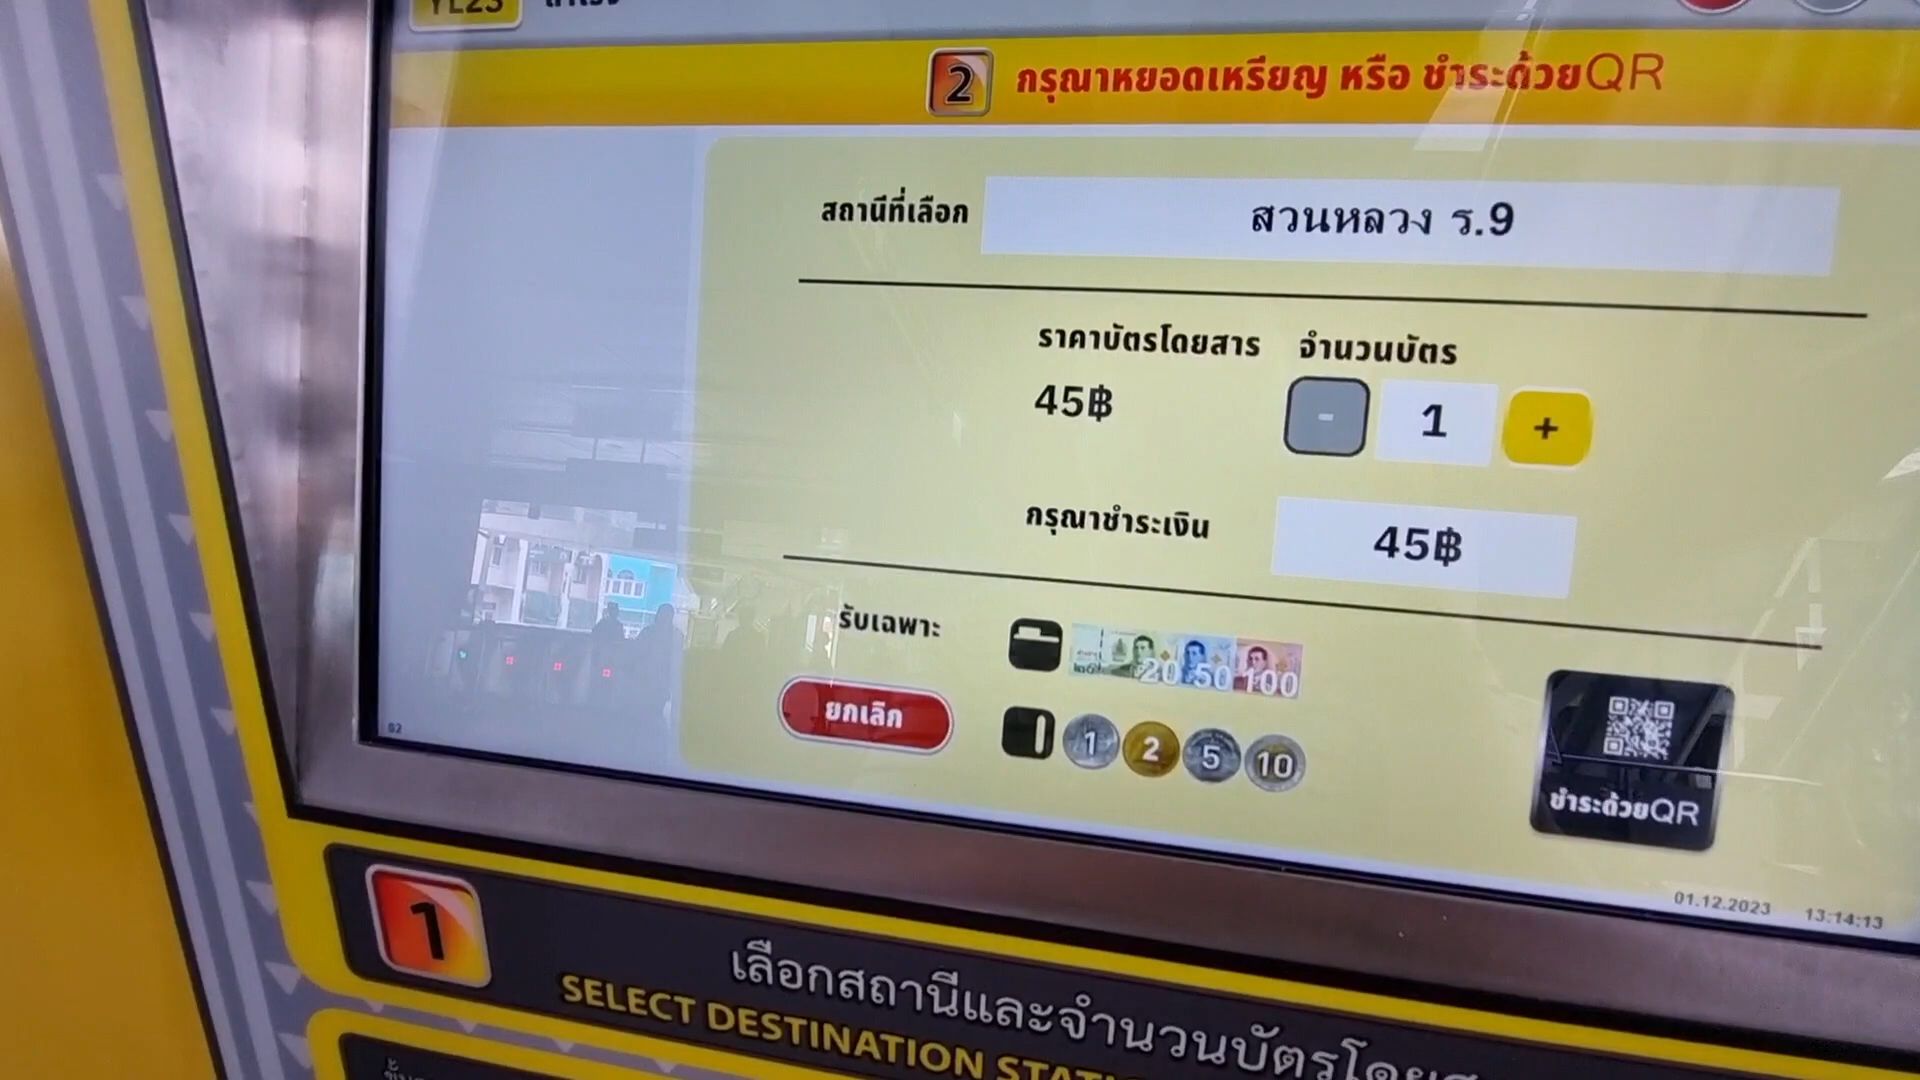 YL23 สำโรง
2 กรุณาหยอดเหรียญ หรือ ชำระด้วยQR
สถานีที่เลือก สวนหลวง ร.9
ราคาบัตรโดยสาร จำนวนบัตร
45฿ - 1 +
กรุณาชำระเงิน 45฿
รับเฉพาะ 20 50 100
ยกเลิก 1 2 5 10
ชำระด้วยQR
02
01.12.2023 13:14:13
1 เลือกสถานีและจำนวนบัตรโดยส
SELECT DESTINATION STATI